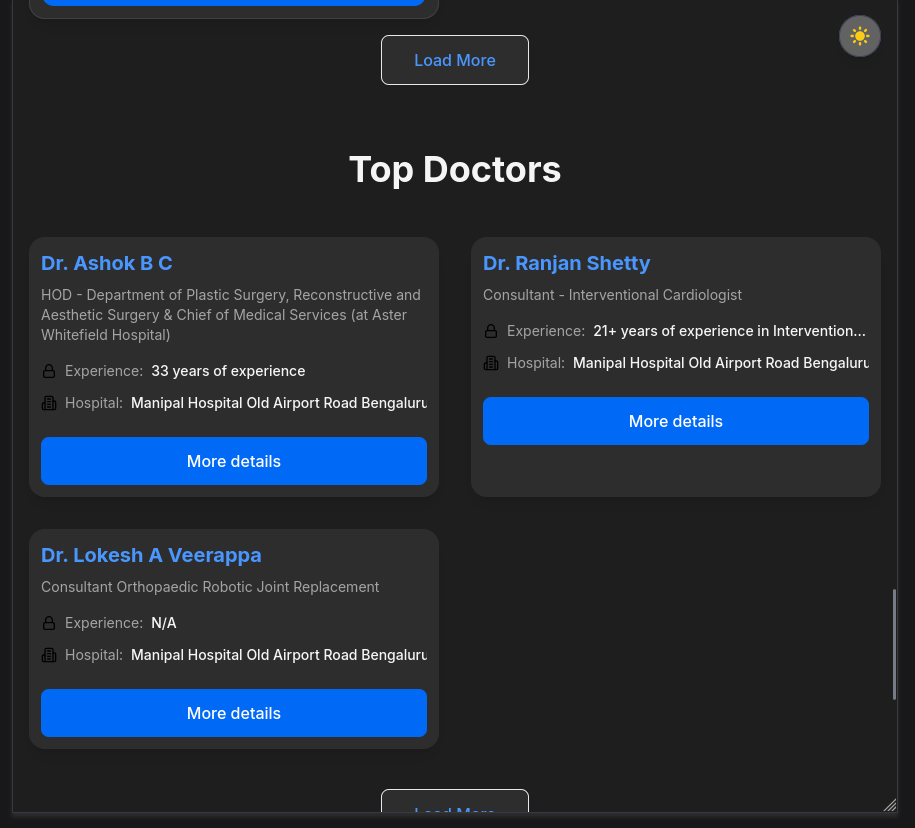 Load More
Top Doctors
Dr. Ashok B C
HOD - Department of Plastic Surgery, Reconstructive and
Aesthetic Surgery & Chief of Medical Services (at Aster
Whitefield Hospital)
Experience: 33 years of experience
Hospital: Manipal Hospital Old Airport Road Bengaluru
More details
Dr. Ranjan Shetty
Consultant - Interventional Cardiologist
Experience: 21+ years of experience in Intervention...
Hospital: Manipal Hospital Old Airport Road Bengaluru
More details
Dr. Lokesh A Veerappa
Consultant Orthopaedic Robotic Joint Replacement
Experience: N/A
Hospital: Manipal Hospital Old Airport Road Bengaluru
More details
Load More